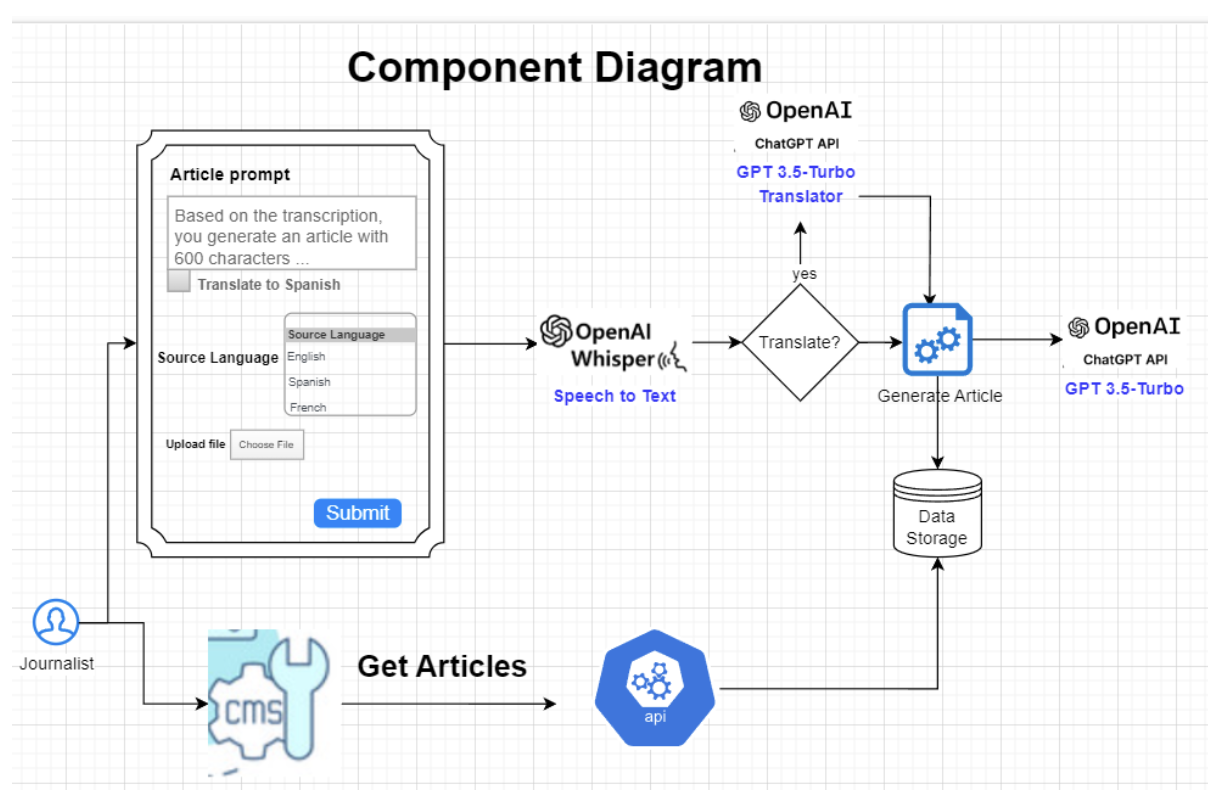 Component Diagram
OpenAI
ChatGPT API
GPT 3.5-Turbo
Translator
Article prompt
Based on the transcription,
you generate an article with
600 characters ...
Translate to Spanish
Source Language
Source Language
English
Spanish
French
Upload file
Choose File
Submit
OpenAI
Whisper
Speech to Text
yes
Translate?
Generate Article
OpenAI
ChatGPT API
GPT 3.5-Turbo
Data
Storage
Journalist
cms
Get Articles
api